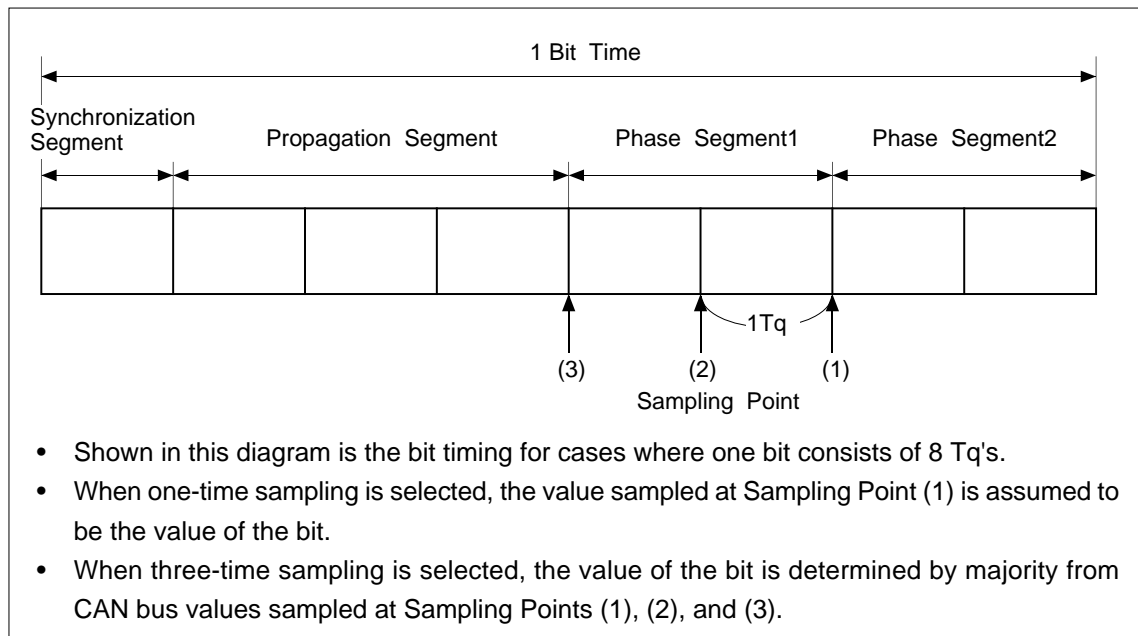 1 Bit Time
Synchronization
Segment
Propagation Segment
Phase Segment1
Phase Segment2
1Tq
(3)
(2)
(1)
Sampling Point
• Shown in this diagram is the bit timing for cases where one bit consists of 8 Tq's.
• When one-time sampling is selected, the value sampled at Sampling Point (1) is assumed to
be the value of the bit.
• When three-time sampling is selected, the value of the bit is determined by majority from
CAN bus values sampled at Sampling Points (1), (2), and (3).